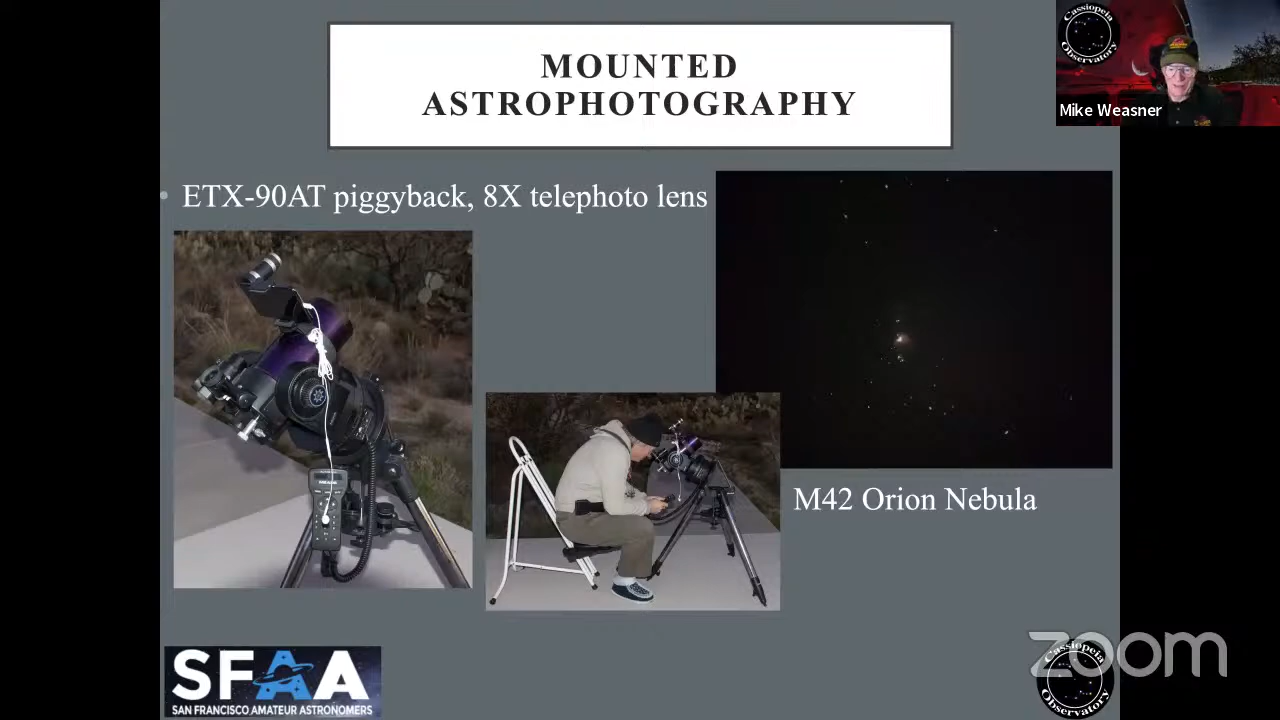 MOUNTED
ASTROPHOTOGRAPHY
Cassiopeia
Observatory
Mike Weasner
• ETX-90AT piggyback, 8X telephoto lens
M42 Orion Nebula
SFAA
SAN FRANCISCO AMATEUR ASTRONOMERS
zoom
Cassiopeia
Observatory